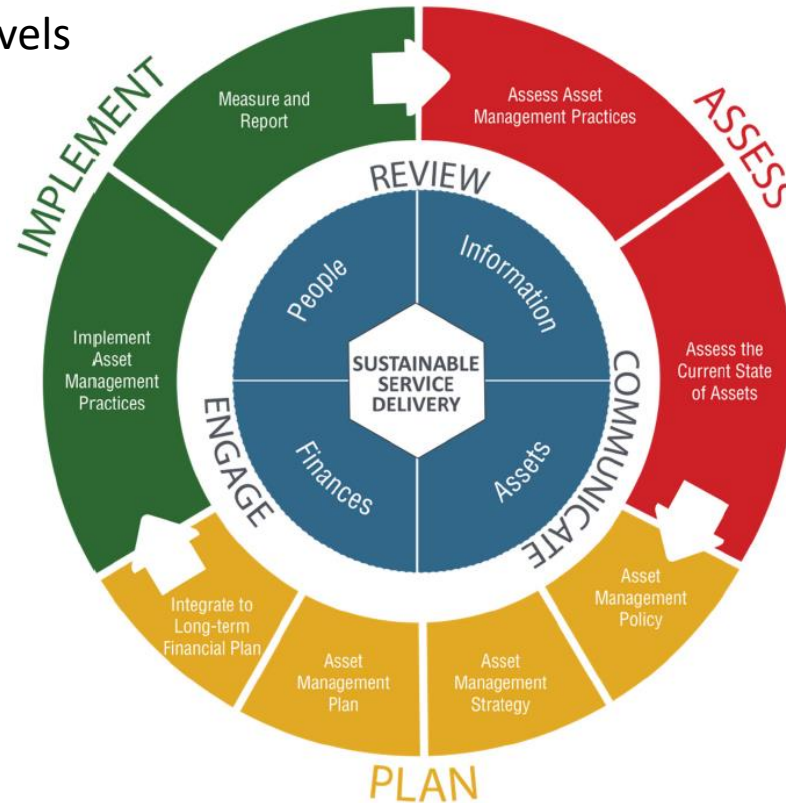 vels
IMPLEMENT
Measure and
Report
Assess Asset
Management Practices
ASSESS
REVIEW
People
Information
Implement
Asset
Management
Practices
SUSTAINABLE
SERVICE
DELIVERY
Assess the
Current State
of Assets
ENGAGE
COMMUNICATE
Finances
Assets
Integrate to
Long-term
Financial Plan
Asset
Management
Plan
Asset
Management
Strategy
Asset
Management
Policy
PLAN